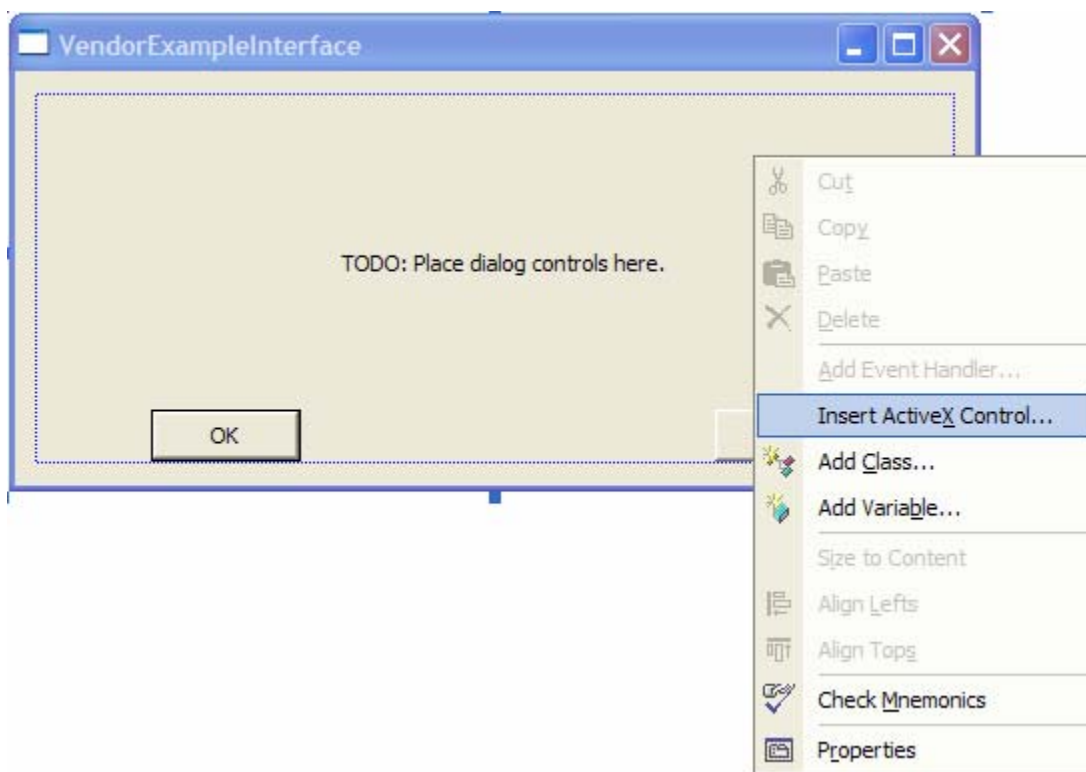 VendorExampleInterface
TODO: Place dialog controls here.
OK
Cut
Copy
Paste
Delete
Add Event Handler...
Insert ActiveX Control...
Add Class...
Add Variable...
Size to Content
Align Lefts
Align Tops
Check Mnemonics
Properties